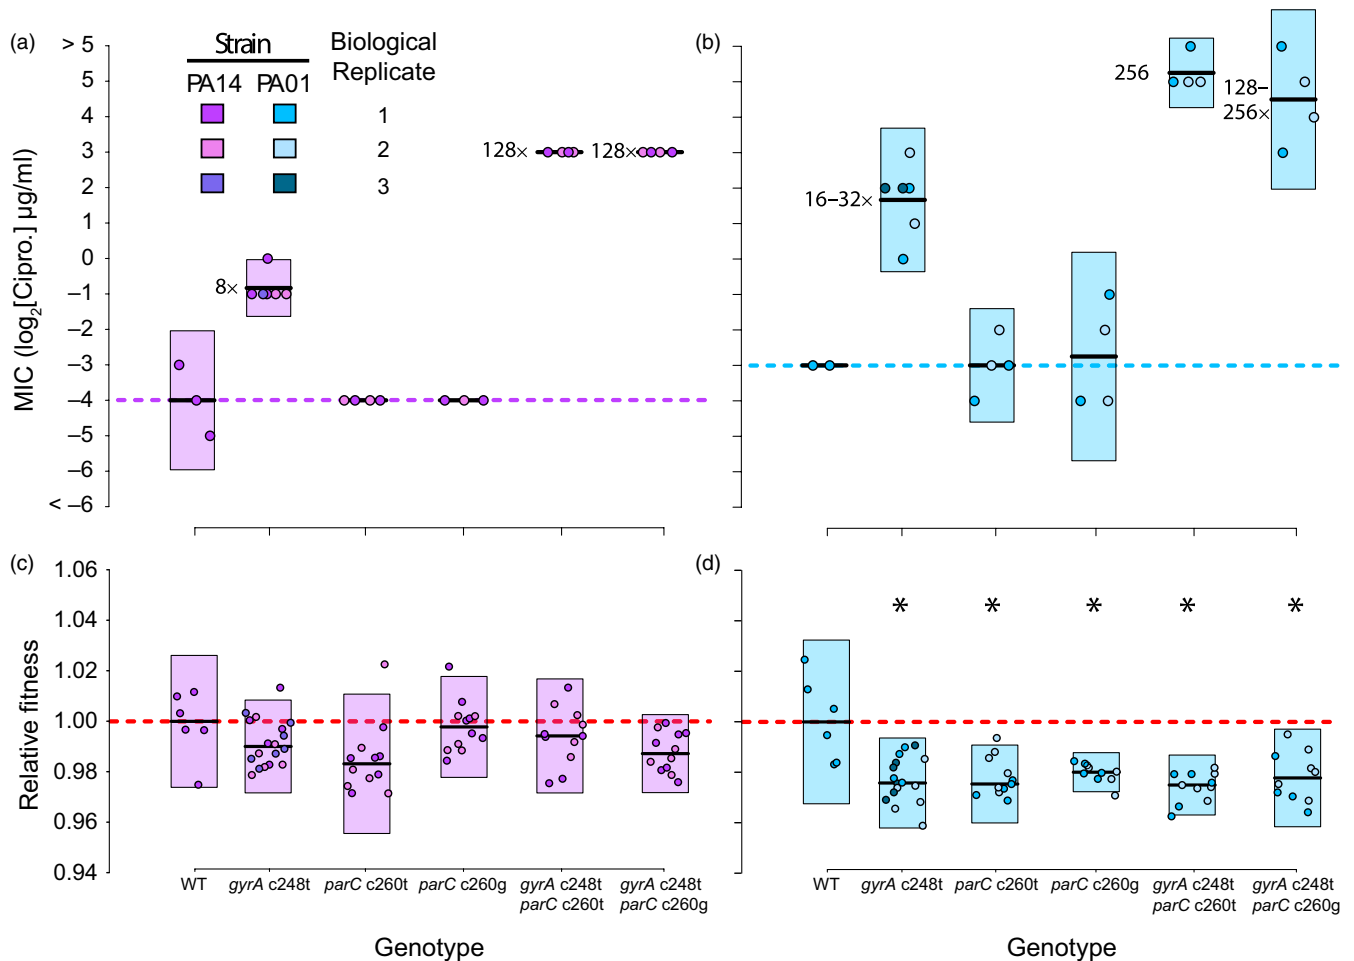 (a)
MIC (log2[Cipro.] µg/ml)
> 5
5
4
3
2
1
0
–1
–2
–3
–4
–5
–6
< –6
Strain
PA14 PA01
Biological
Replicate
1
2
3
8×
128×
128×
(b)
16–32×
256
128–
256×
(c)
Relative fitness
1.06
1.04
1.02
1.00
0.98
0.96
0.94
WT
gyrA c248t
parC c260t
parC c260g
gyrA c248t
parC c260t
gyrA c248t
parC c260g
Genotype
(d)
*
*
*
*
*
WT
gyrA c248t
parC c260t
parC c260g
gyrA c248t
parC c260t
gyrA c248t
parC c260g
Genotype